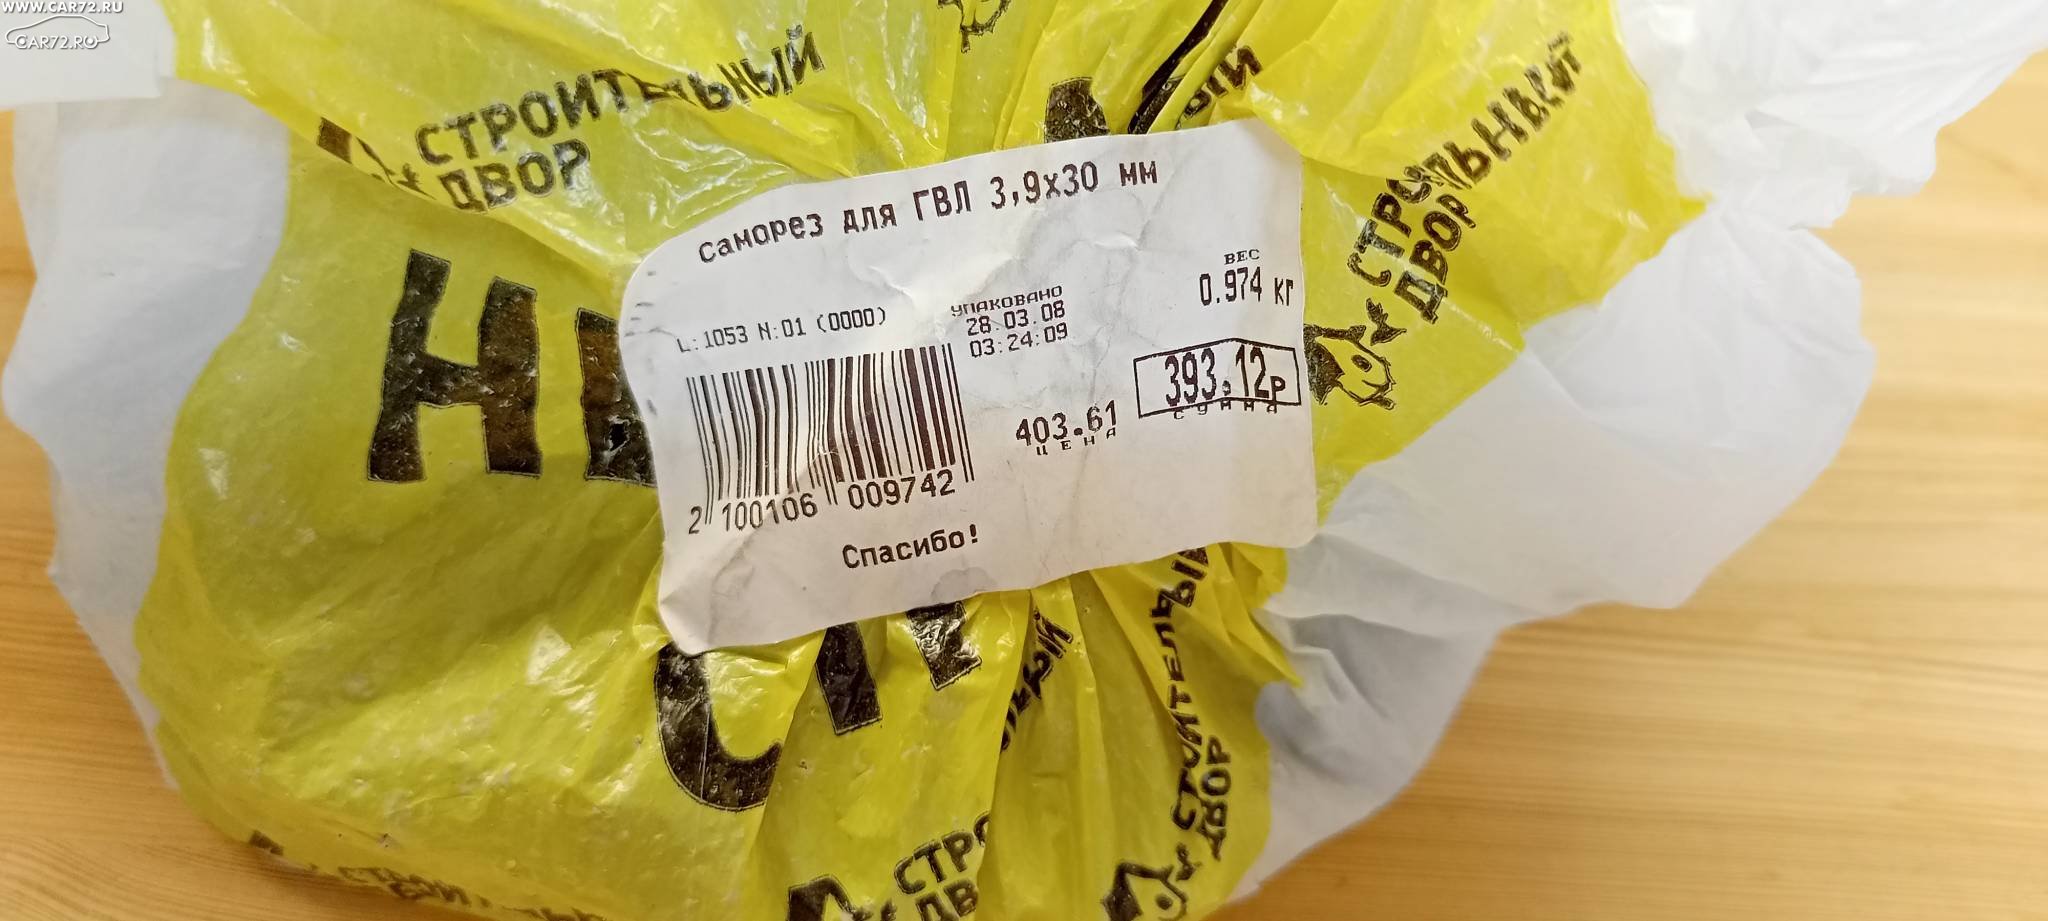 WWW.CAR72.RU
CAR72.RU
СТРОИТЕЛЬНЫЙ
ДВОР
СТРОИТЕЛЬНЫЙ
ДВОР
Саморез для ГВЛ 3,9х30 мм
ВЕС
0.974 кг
L:1053 N:01 (0000)
УПАКОВАНО
28.03.08
03:24:09
393.12р
СУММА
403.61
ЦЕНА
2 100106 009742
Спасибо!
СТРОИТЕЛЬНЫЙ
ДВОР